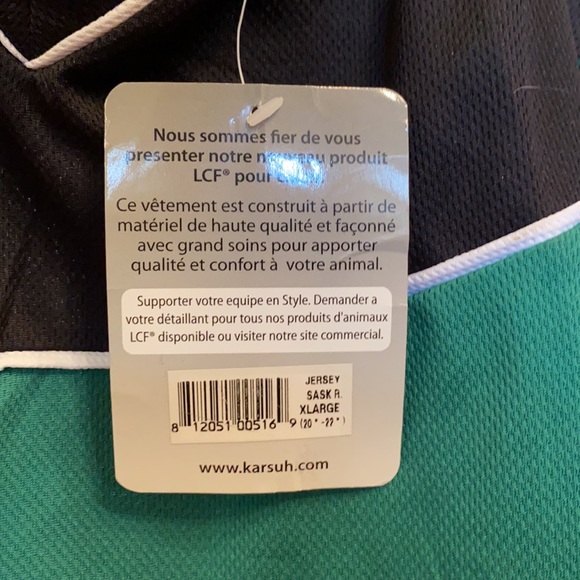 Nous sommes fier de vous
presenter notre nouveau produit
LCF® pour
Ce vêtement est construit à partir de
matériel de haute qualité et façonné
avec grand soins pour apporter
qualité et confort à votre animal.
Supporter votre equipe en Style. Demander a
votre détaillant pour tous nos produits d'animaux
LCF® disponible ou visiter notre site commercial.
JERSEY
SASK R.
XLARGE
8 12051 00516 9 (20" -22")
www.karsuh.com